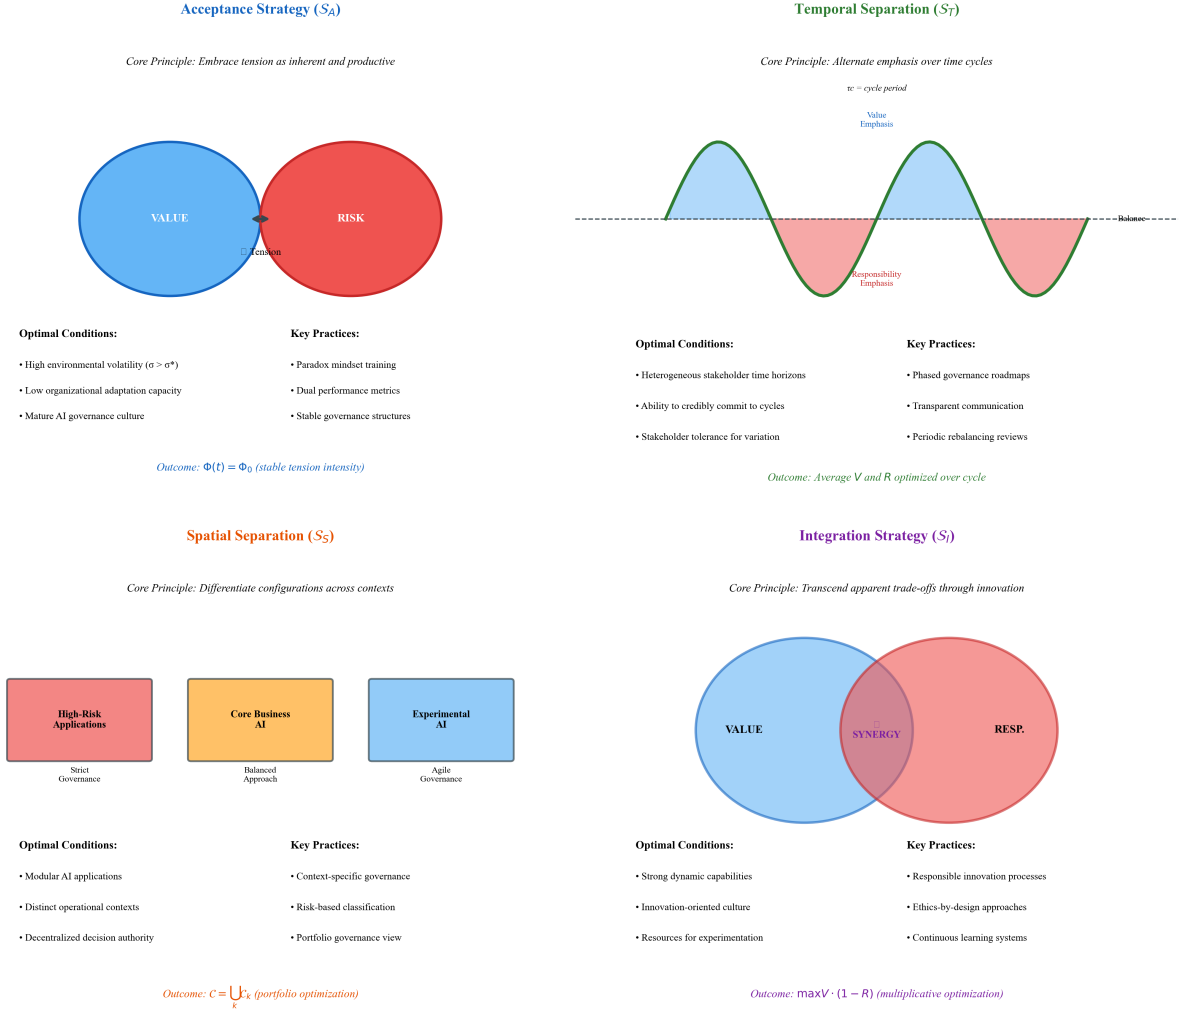 Acceptance Strategy (𝒮_A)
Core Principle: Embrace tension as inherent and productive
VALUE
RISK
Tension
Optimal Conditions:
• High environmental volatility (σ > σ*)
• Low organizational adaptation capacity
• Mature AI governance culture
Key Practices:
• Paradox mindset training
• Dual performance metrics
• Stable governance structures
Outcome: Φ(t) = Φ₀ (stable tension intensity)
Temporal Separation (𝒮_T)
Core Principle: Alternate emphasis over time cycles
τc = cycle period
Value
Emphasis
Balance
Responsibility
Emphasis
Optimal Conditions:
• Heterogeneous stakeholder time horizons
• Ability to credibly commit to cycles
• Stakeholder tolerance for variation
Key Practices:
• Phased governance roadmaps
• Transparent communication
• Periodic rebalancing reviews
Outcome: Average V and R optimized over cycle
Spatial Separation (𝒮_S)
Core Principle: Differentiate configurations across contexts
High-Risk
Applications
Strict
Governance
Core Business
AI
Balanced
Approach
Experimental
AI
Agile
Governance
Optimal Conditions:
• Modular AI applications
• Distinct operational contexts
• Decentralized decision authority
Key Practices:
• Context-specific governance
• Risk-based classification
• Portfolio governance view
Outcome: 𝒞 = ⋃_k 𝒞_k (portfolio optimization)
Integration Strategy (𝒮_I)
Core Principle: Transcend apparent trade-offs through innovation
VALUE
SYNERGY
RESP.
Optimal Conditions:
• Strong dynamic capabilities
• Innovation-oriented culture
• Resources for experimentation
Key Practices:
• Responsible innovation processes
• Ethics-by-design approaches
• Continuous learning systems
Outcome: maxV · (1 − R) (multiplicative optimization)